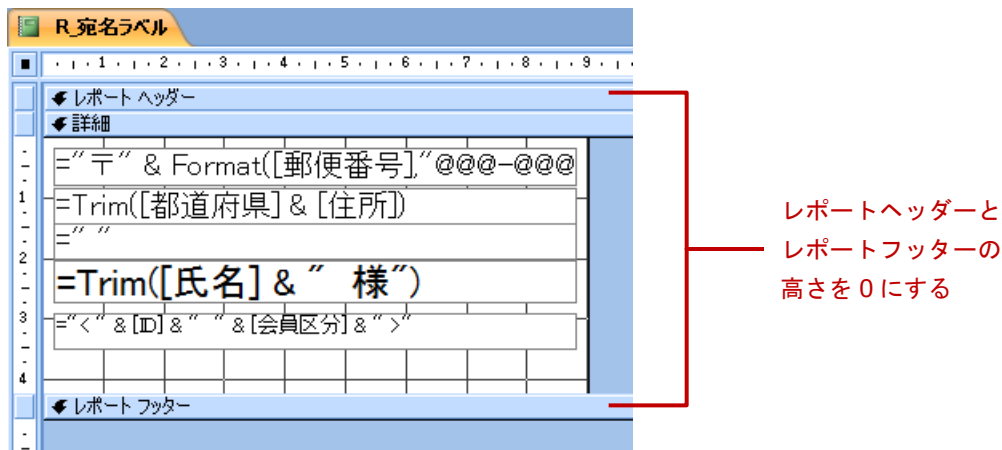 R_宛名ラベル
1 2 3 4 5 6 7 8 9
レポート ヘッダー
詳細
="〒" & Format([郵便番号],"@@@-@@@
1
=Trim([都道府県] & [住所])
=" "
2
=Trim([氏名] & "　様")
3
="<" & [ID] & " " & [会員区分] & ">"
4
レポート フッター
レポートヘッダーと
レポートフッターの
高さを０にする